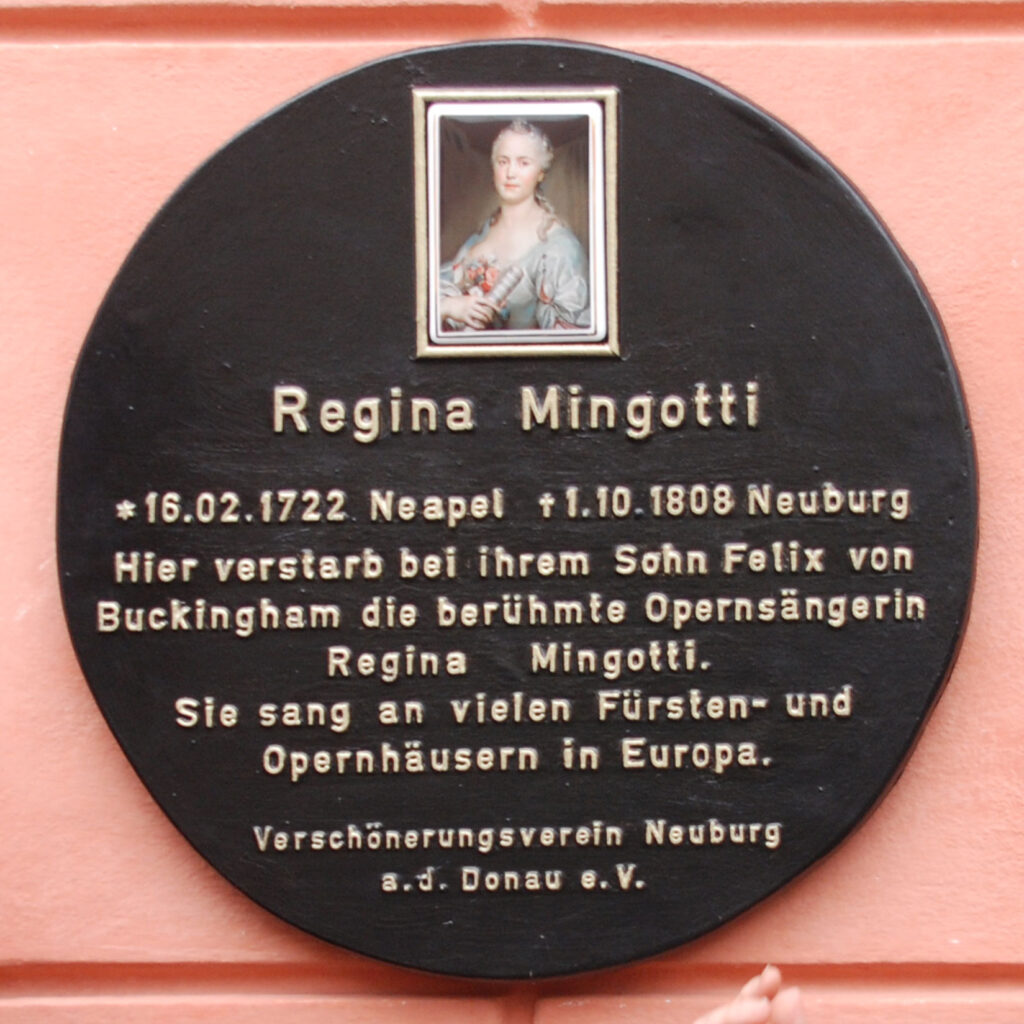 Regina Mingotti
*16.02.1722 Neapel †1.10.1808 Neuburg
Hier verstarb bei ihrem Sohn Felix von
Buckingham die berühmte Opernsängerin
Regina Mingotti.
Sie sang an vielen Fürsten- und
Opernhäusern in Europa.
Verschönerungsverein Neuburg
a.d. Donau e.V.